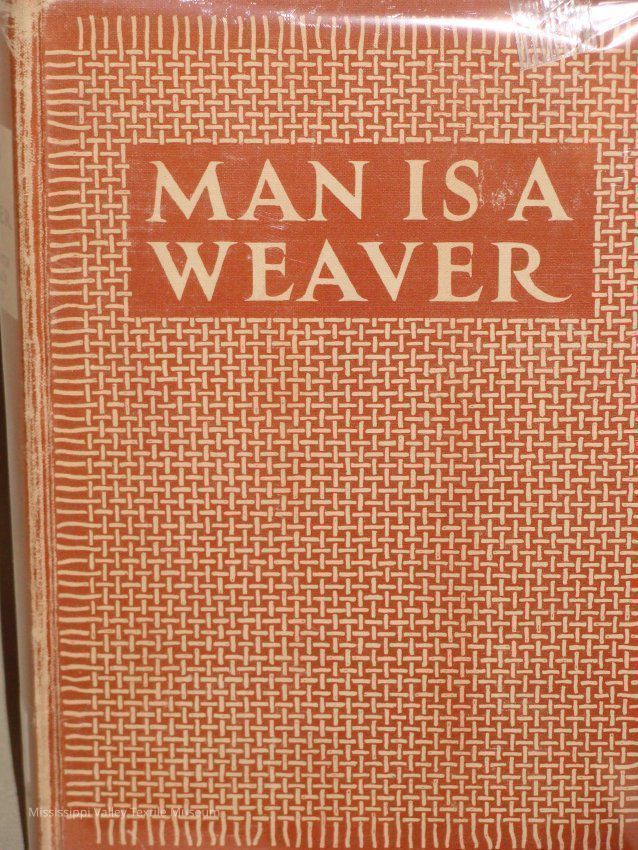 MAN IS A
WEAVER
Mississippi Valley Textile Museum